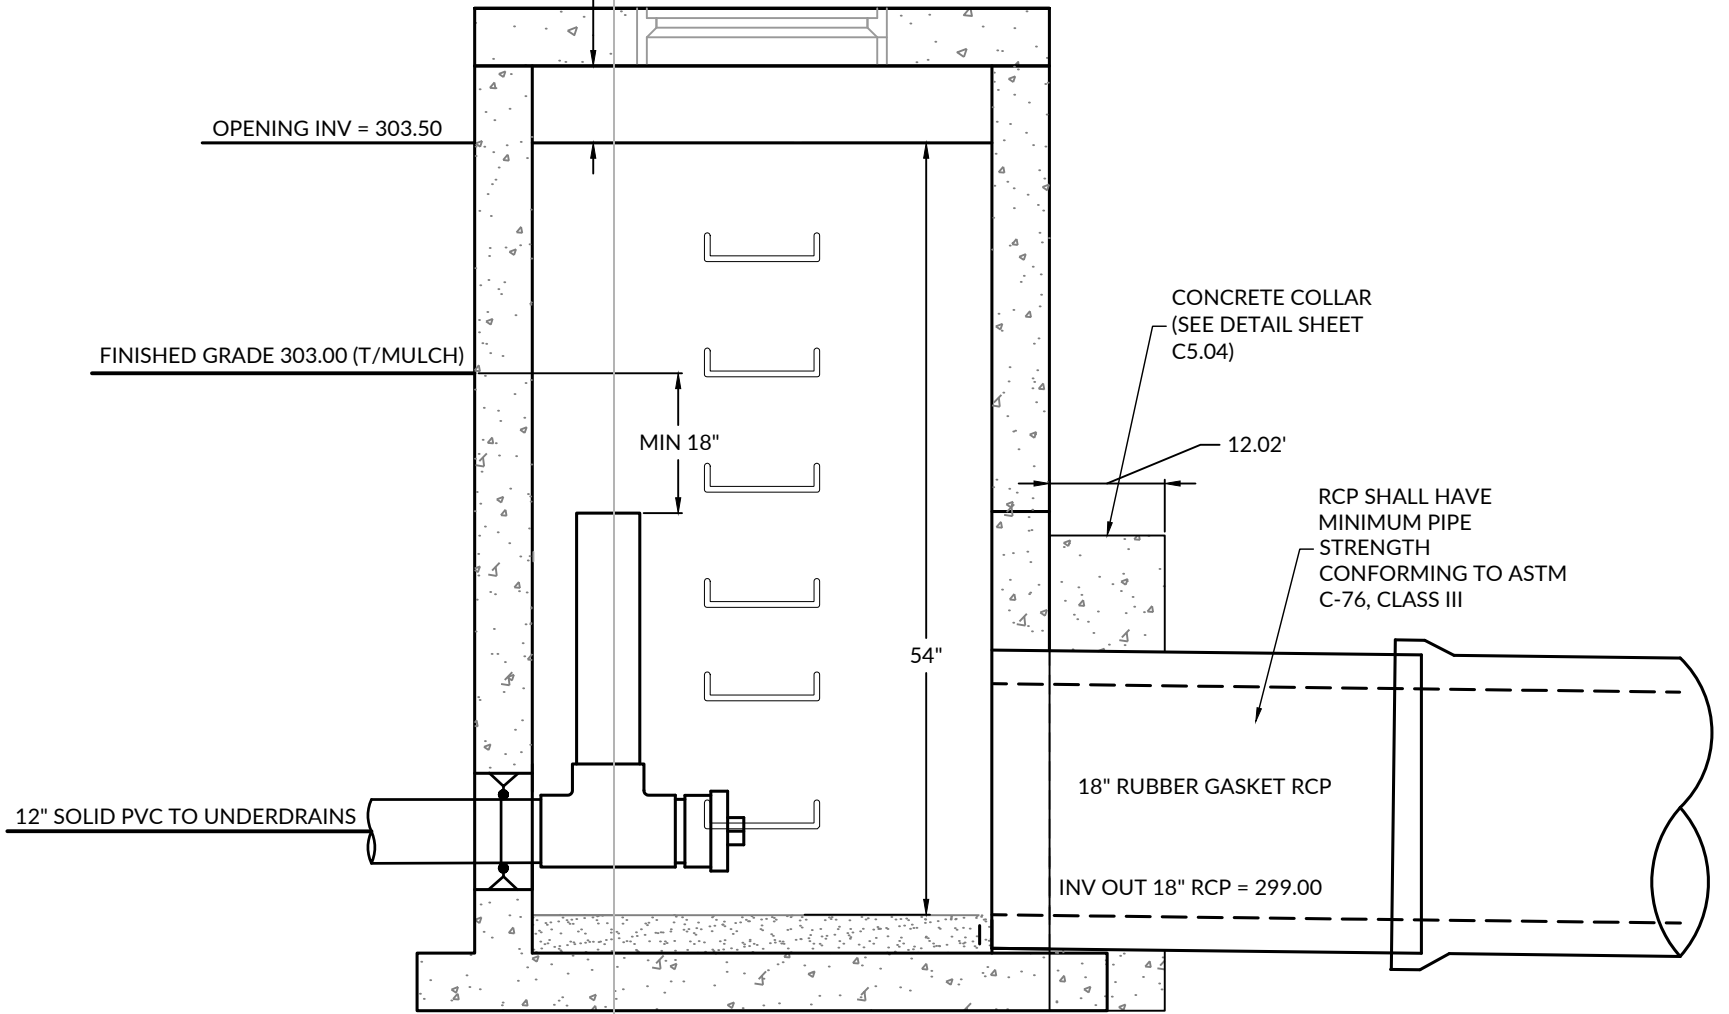 OPENING INV = 303.50
FINISHED GRADE 303.00 (T/MULCH)
MIN 18"
CONCRETE COLLAR
(SEE DETAIL SHEET
C5.04)
12.02'
RCP SHALL HAVE
MINIMUM PIPE
STRENGTH
CONFORMING TO ASTM
C-76, CLASS III
54"
18" RUBBER GASKET RCP
12" SOLID PVC TO UNDERDRAINS
INV OUT 18" RCP = 299.00